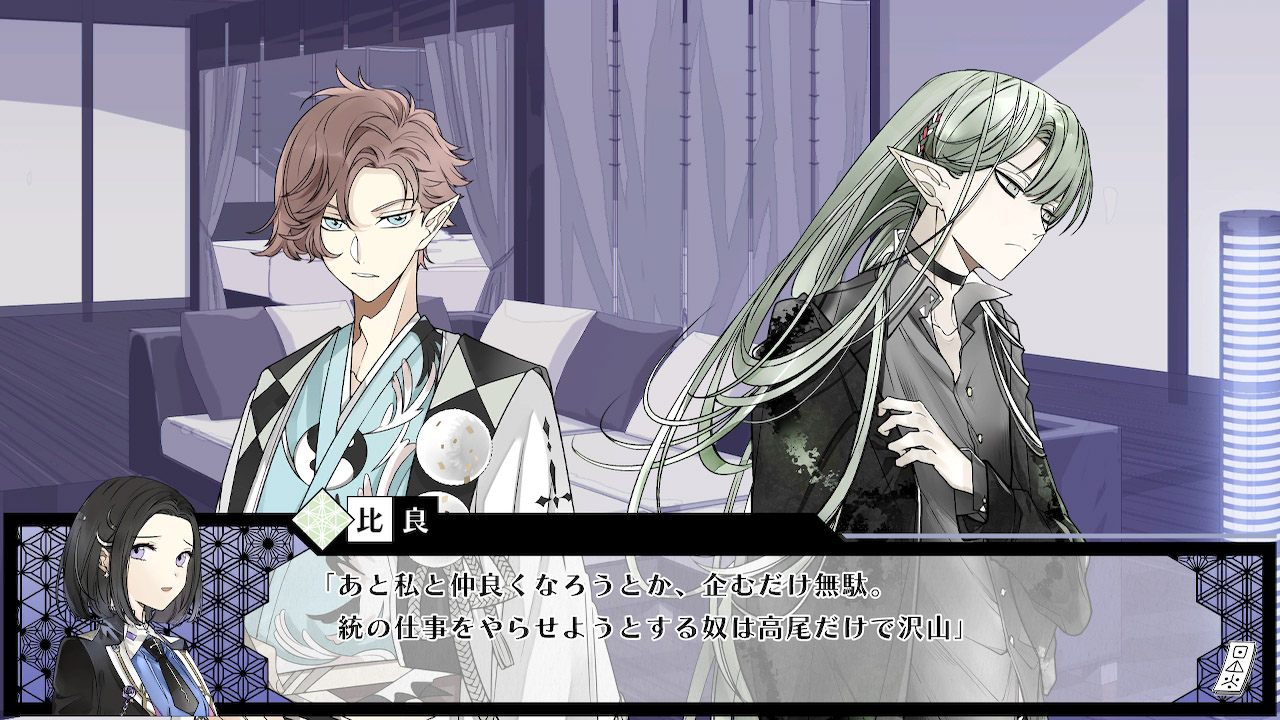 比良
「あと私と仲良くなろうとか、企むだけ無駄。
統の仕事をやらせようとする奴は高尾だけで沢山」